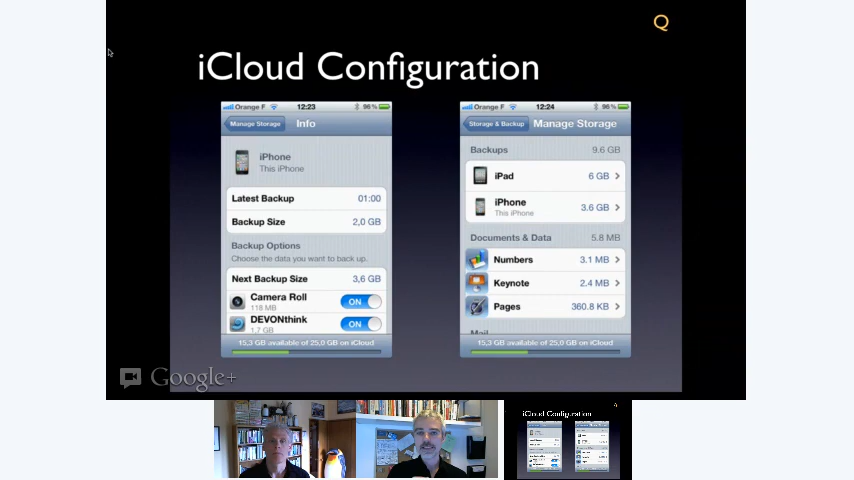 Q
iCloud Configuration
Orange F 12:23 96%
Manage Storage Info
iPhone
This iPhone
Latest Backup 01:00
Backup Size 2,0 GB
Backup Options
Choose the data you want to back up.
Next Backup Size 3,6 GB
Camera Roll
118 MB
ON
DEVONthink
1,7 GB
ON
15,3 GB available of 25,0 GB on iCloud
Orange F 12:24 96%
Storage & Backup Manage Storage
Backups 9.6 GB
iPad 6 GB
iPhone
This iPhone
3.6 GB
Documents & Data 5.8 MB
Numbers 3.1 MB
Keynote 2.4 MB
Pages 360.8 KB
Mail
15,3 GB available of 25,0 GB on iCloud
Google+
iCloud Configuration